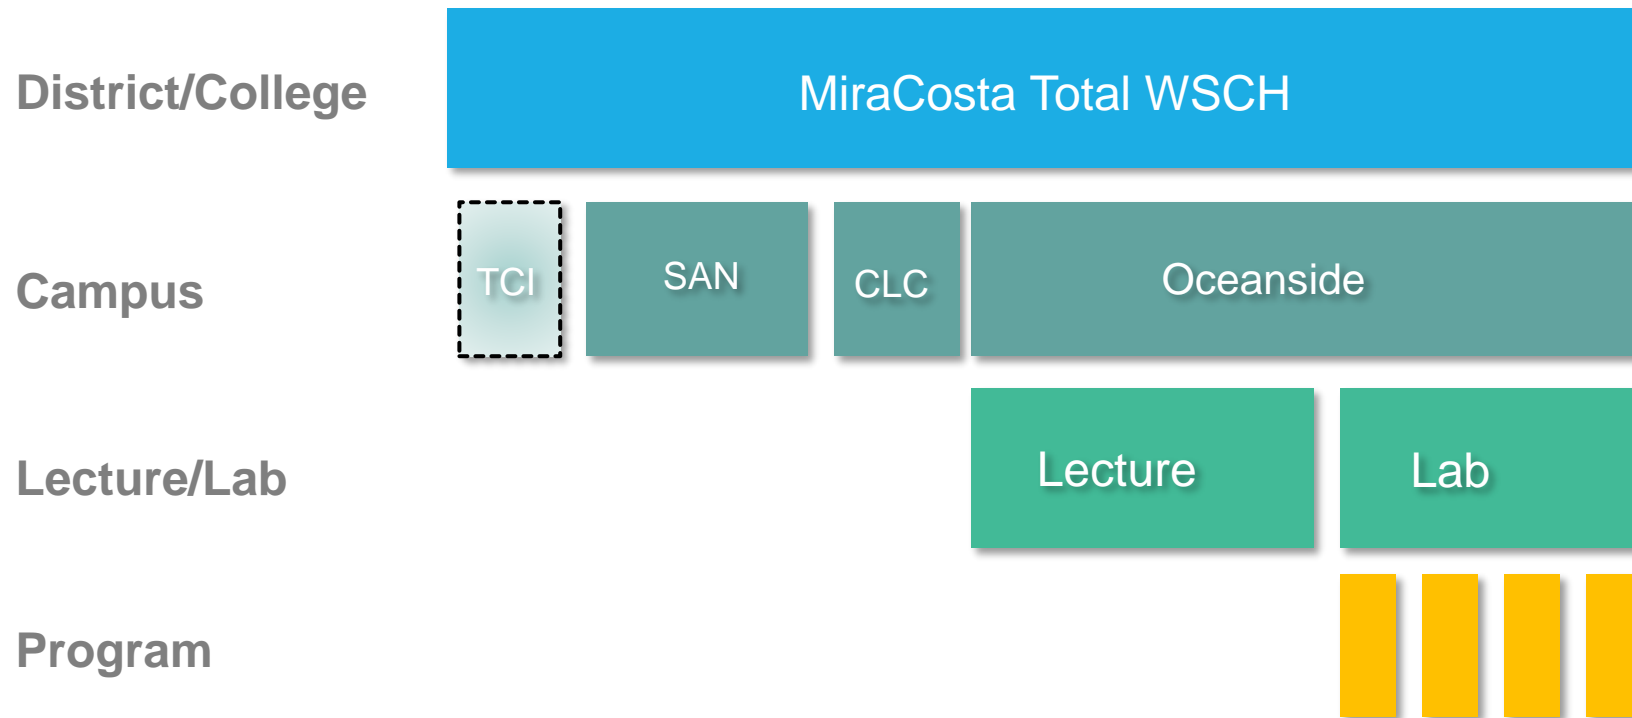 District/College
MiraCosta Total WSCH
Campus
TCI
SAN
CLC
Oceanside
Lecture/Lab
Lecture
Lab
Program